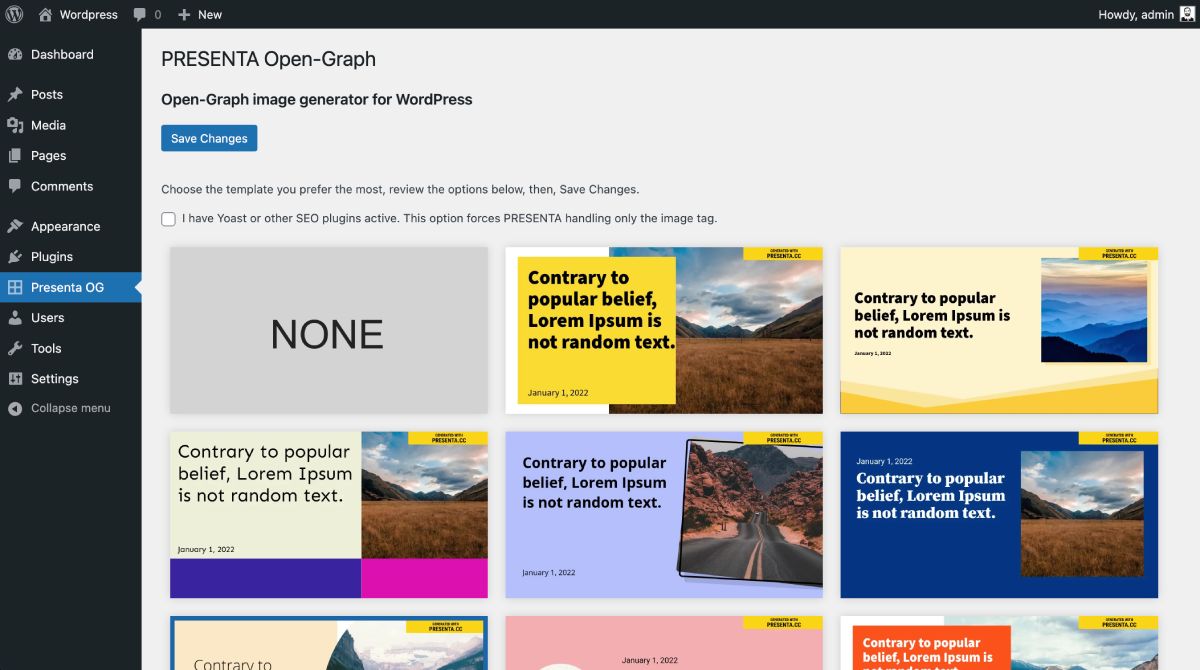 Wordpress
0
New
Howdy, admin
Dashboard
Posts
Media
Pages
Comments
Appearance
Plugins
Presenta OG
Users
Tools
Settings
Collapse menu
PRESENTA Open-Graph
Open-Graph image generator for WordPress
Save Changes
Choose the template you prefer the most, review the options below, then, Save Changes.
I have Yoast or other SEO plugins active. This option forces PRESENTA handling only the image tag.
NONE
GENERATED WITH
PRESENTA.CC
Contrary to
popular belief,
Lorem Ipsum is
not random text.
January 1, 2022
GENERATED WITH
PRESENTA.CC
Contrary to popular
belief, Lorem Ipsum is
not random text.
January 1, 2022
GENERATED WITH
PRESENTA.CC
Contrary to popular
belief, Lorem Ipsum
is not random text.
January 1, 2022
GENERATED WITH
PRESENTA.CC
Contrary to popular
belief, Lorem Ipsum
is not random text.
January 1, 2022
GENERATED WITH
PRESENTA.CC
January 1, 2022
Contrary to popular
belief, Lorem Ipsum
is not random text.
GENERATED WITH
PRESENTA.CC
Contrary to
GENERATED WITH
PRESENTA.CC
January 1, 2022
GENERATED WITH
PRESENTA.CC
Contrary to popular
belief, Lorem Ipsum is
not random text.